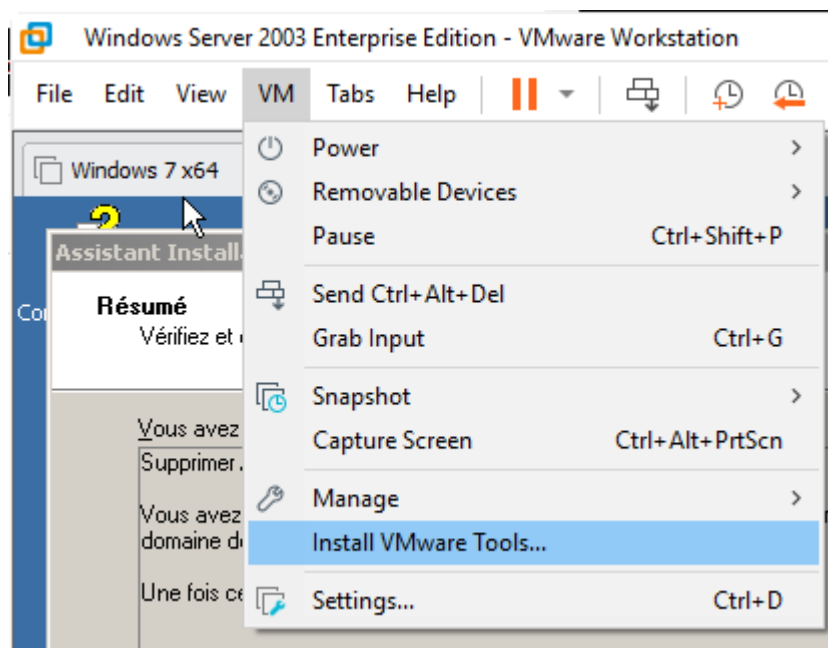 Windows Server 2003 Enterprise Edition - VMware Workstation
File Edit View VM Tabs Help
Windows 7 x64
Power
Removable Devices
Pause Ctrl+Shift+P
Assistant Install
Send Ctrl+Alt+Del
Résumé
Vérifiez et
Grab Input Ctrl+G
Snapshot
Capture Screen Ctrl+Alt+PrtScn
Vous avez
Supprimer
Manage
Vous avez
Install VMware Tools...
domaine
Une fois
Settings... Ctrl+D